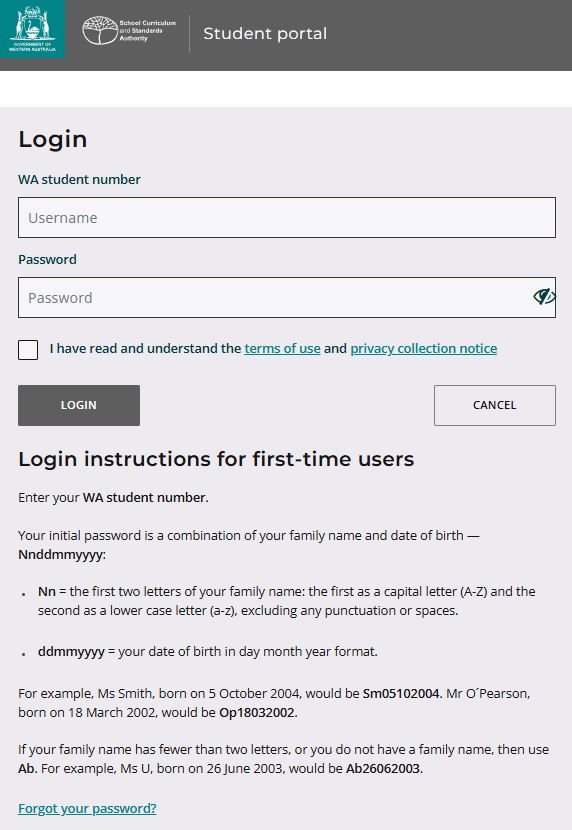 GOVERNMENT OF
WESTERN AUSTRALIA
School Curriculum
and Standards
Authority
Student portal
Login
WA student number
Username
Password
Password
I have read and understand the terms of use and privacy collection notice
LOGIN
CANCEL
Login instructions for first-time users
Enter your WA student number.
Your initial password is a combination of your family name and date of birth —
Nnddmmyyyy:
• Nn = the first two letters of your family name: the first as a capital letter (A-Z) and the
second as a lower case letter (a-z), excluding any punctuation or spaces.
• ddmmyyyy = your date of birth in day month year format.
For example, Ms Smith, born on 5 October 2004, would be Sm05102004. Mr O´Pearson,
born on 18 March 2002, would be Op18032002.
If your family name has fewer than two letters, or you do not have a family name, then use
Ab. For example, Ms U, born on 26 June 2003, would be Ab26062003.
Forgot your password?